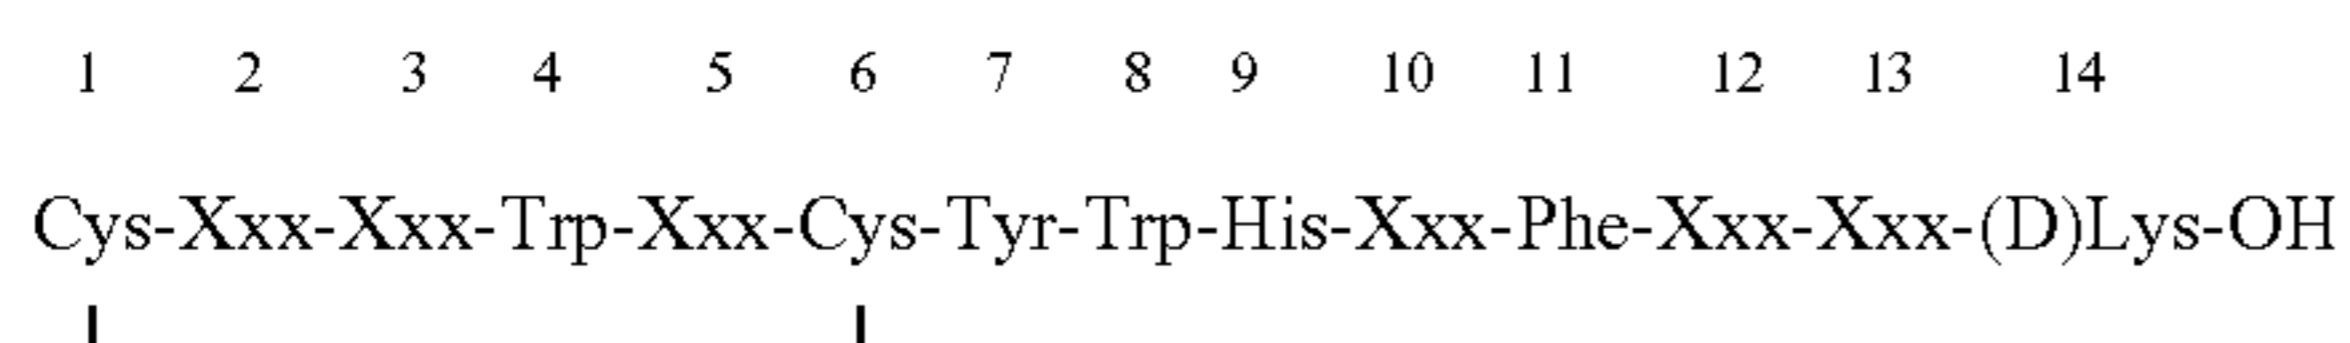 1 2 3 4 5 6 7 8 9 10 11 12 13 14
Cys-Xxx-Xxx-Trp-Xxx-Cys-Tyr-Trp-His-Xxx-Phe-Xxx-Xxx-(D)Lys-OH